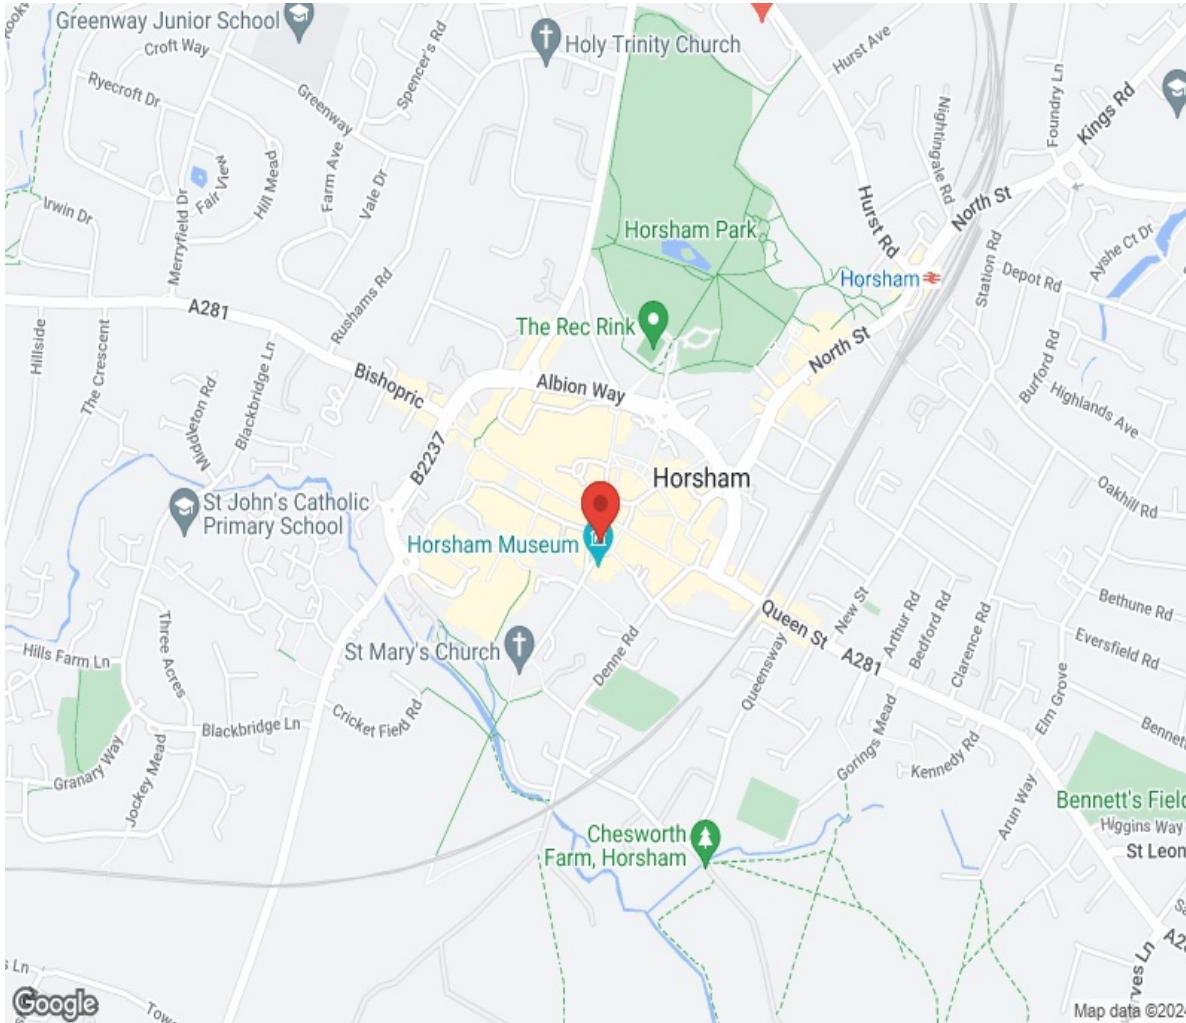 Greenway Junior School
Rooky
Croft Way
Spencer's Rd
Holy Trinity Church
Hurst Ave
Foundry Ln
Kings Rd
Ryecroft Dr
Greenway
Nightingale Rd
Fair View
Hill Mead
Farm Ave
Vale Dr
Irwin Dr
Merryfield Dr
Hurst Rd
North St
Horsham Park
Station Rd
Ayshe Ct Dr
Horsham
Depot Rd
Rushams Rd
A281
The Rec Rink
North St
Hillside
The Crescent
Blackbridge Ln
Middleton Rd
Bishopric
Albion Way
Burford Rd
Highlands Ave
B2237
Horsham
Oakhill Rd
St John's Catholic
Primary School
Horsham Museum
Three Acres
Queen St
New St
Arthur Rd
Bedford Rd
Clarence Rd
Bethune Rd
Eversfield Rd
Hills Farm Ln
St Mary's Church
Denne Rd
Queensway
A281
Elm Grove
Blackbridge Ln
Cricket Field Rd
Gorings Mead
Kennedy Rd
Bennett
Granary Way
Jockey Mead
Arun Way
Bennett's Field
Higgins Way
Chesworth
Farm, Horsham
St Leon
s Ln
Tow
Google
Map data ©2024